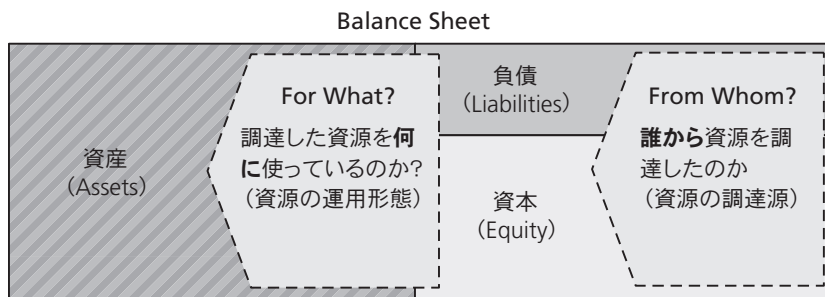 Balance Sheet
資産
（Assets）
For What?
調達した資源を何
に使っているのか?
（資源の運用形態）
負債
（Liabilities）
資本
（Equity）
From Whom?
誰から資源を調
達したのか
（資源の調達源）